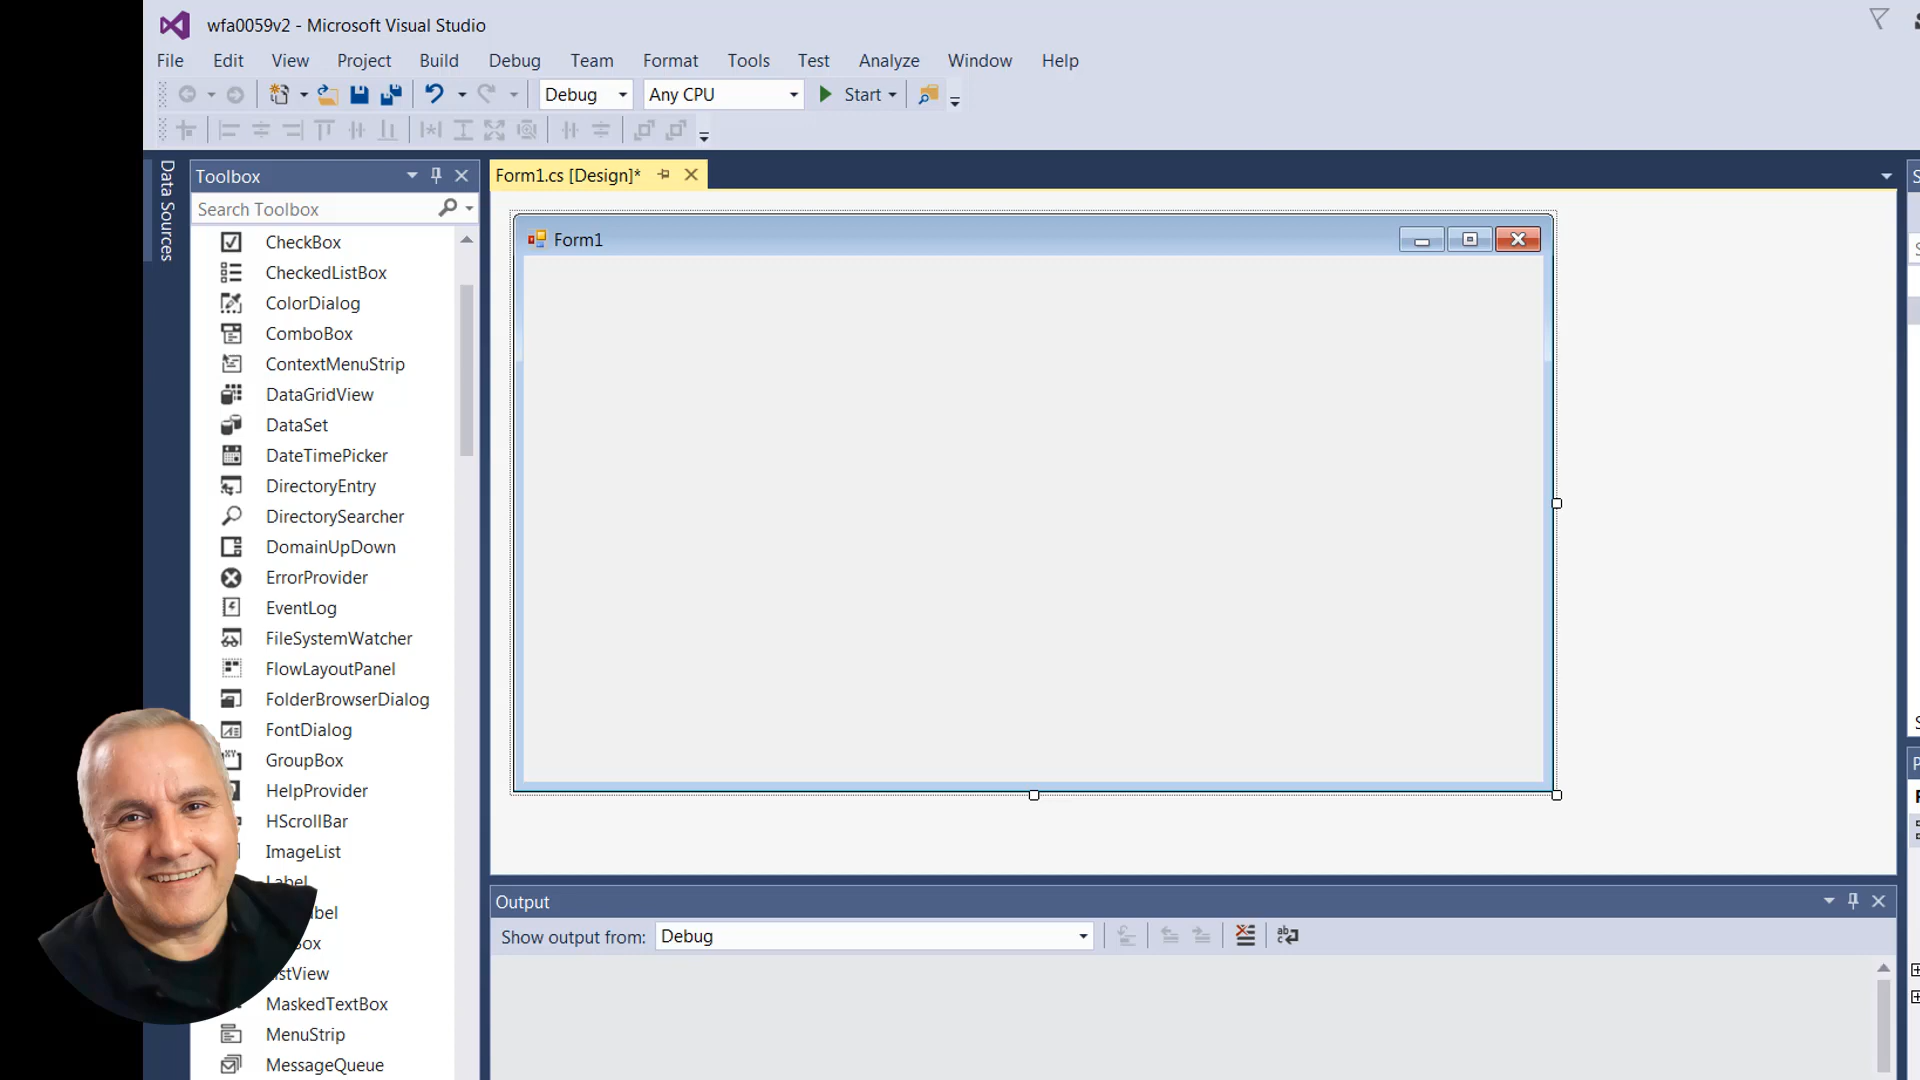 wfa0059v2 - Microsoft Visual Studio
File Edit View Project Build Debug Team Format Tools Test Analyze Window Help
Debug Any CPU Start
Data Sources
Toolbox
Search Toolbox
CheckBox
CheckedListBox
ColorDialog
ComboBox
ContextMenuStrip
DataGridView
DataSet
DateTimePicker
DirectoryEntry
DirectorySearcher
DomainUpDown
ErrorProvider
EventLog
FileSystemWatcher
FlowLayoutPanel
FolderBrowserDialog
FontDialog
GroupBox
HelpProvider
HScrollBar
ImageList
Label
MaskedTextBox
MenuStrip
MessageQueue
Form1.cs [Design]*
Form1
Output
Show output from: Debug